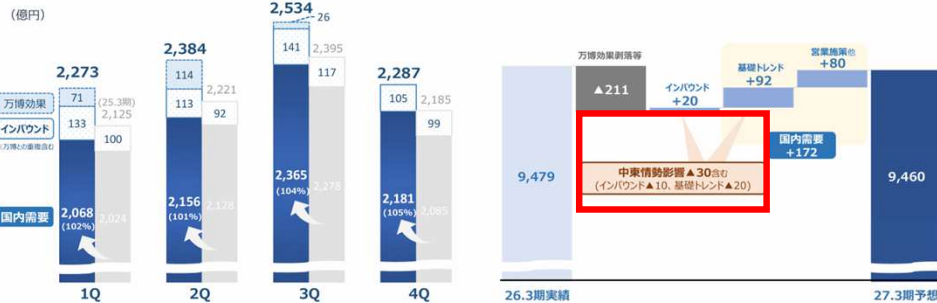 （億円）
2,273
万博効果
71
(25.3期)
2,125
インバウンド
133
100
※万博との重複含む
国内需要
2,068
(102%)
2,024
1Q
2,384
114
2,221
113
92
2,156
(101%)
2,128
2Q
2,534
26
141
2,395
117
2,365
(104%)
2,278
3Q
2,287
105
2,185
99
2,181
(105%)
2,085
4Q
万博効果剥落等
▲211
インバウンド
+20
基礎トレンド
+92
営業施策他
+80
国内需要
+172
中東情勢影響▲30含む
(インバウンド▲10、基礎トレンド▲20)
9,479
9,460
26.3期実績
27.3期予想